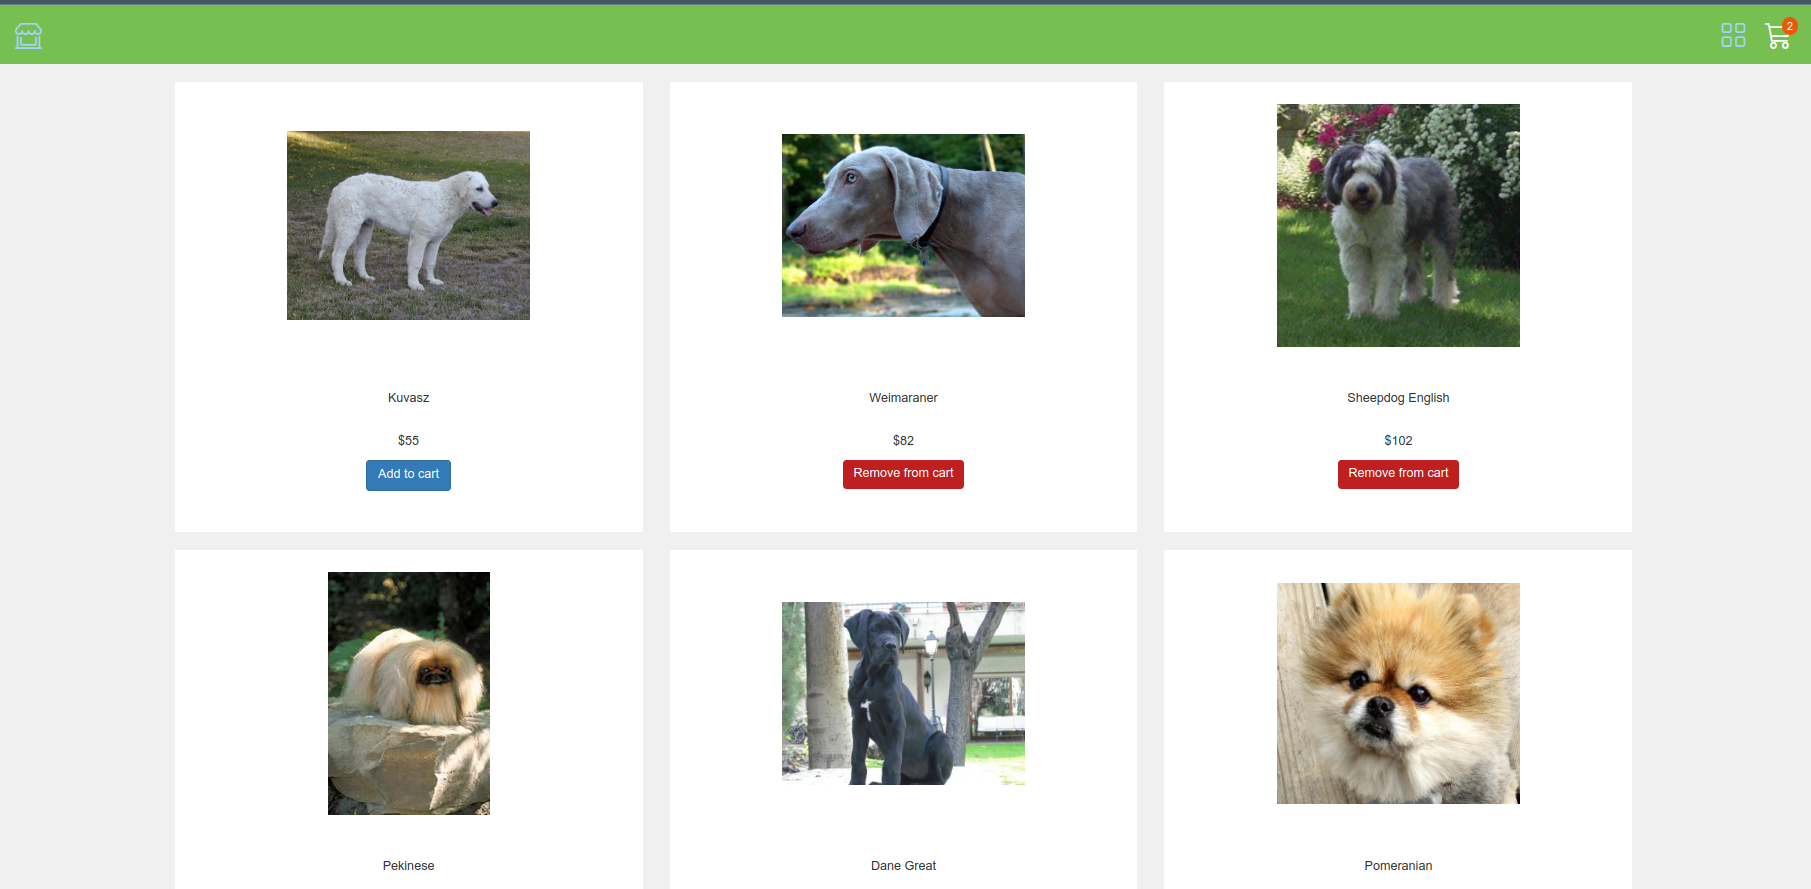 2
Kuvasz
$55
Add to cart
Weimaraner
$82
Remove from cart
Sheepdog English
$102
Remove from cart
Pekinese
Dane Great
Pomeranian